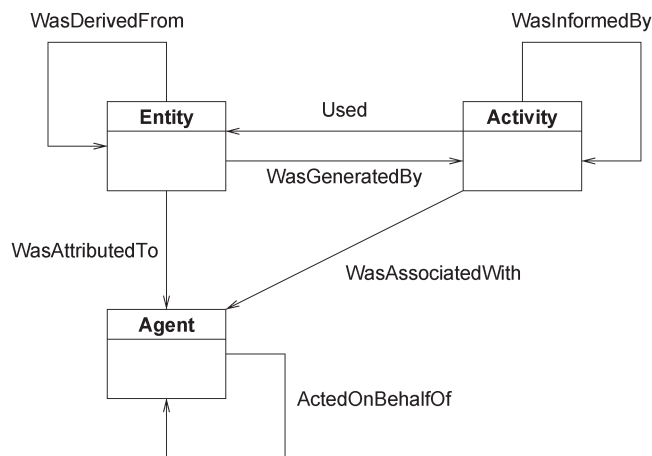 WasDerivedFrom
WasInformedBy
Entity
Used
Activity
WasGeneratedBy
WasAttributedTo
WasAssociatedWith
Agent
ActedOnBehalfOf